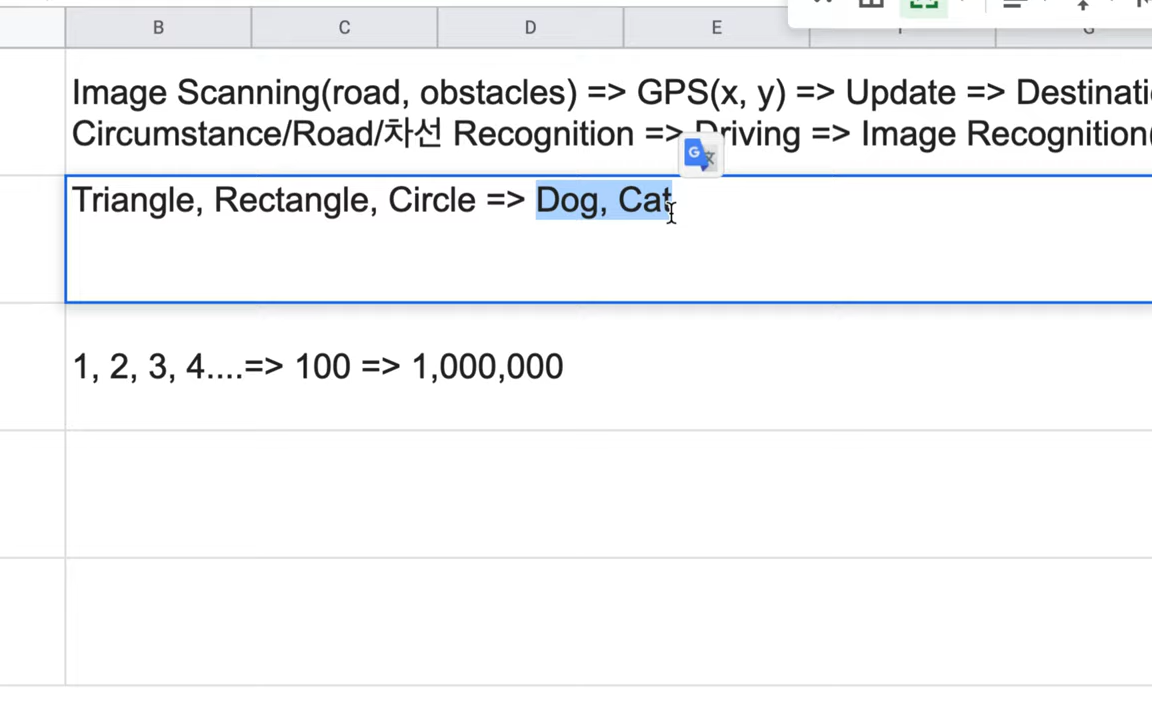 B C D E
Image Scanning(road, obstacles) => GPS(x, y) => Update =>
Circumstance/Road/차선 Recognition => Driving => Image Recognition(
Triangle, Rectangle, Circle => Dog, Cat
1, 2, 3, 4....=> 100 => 1,000,000